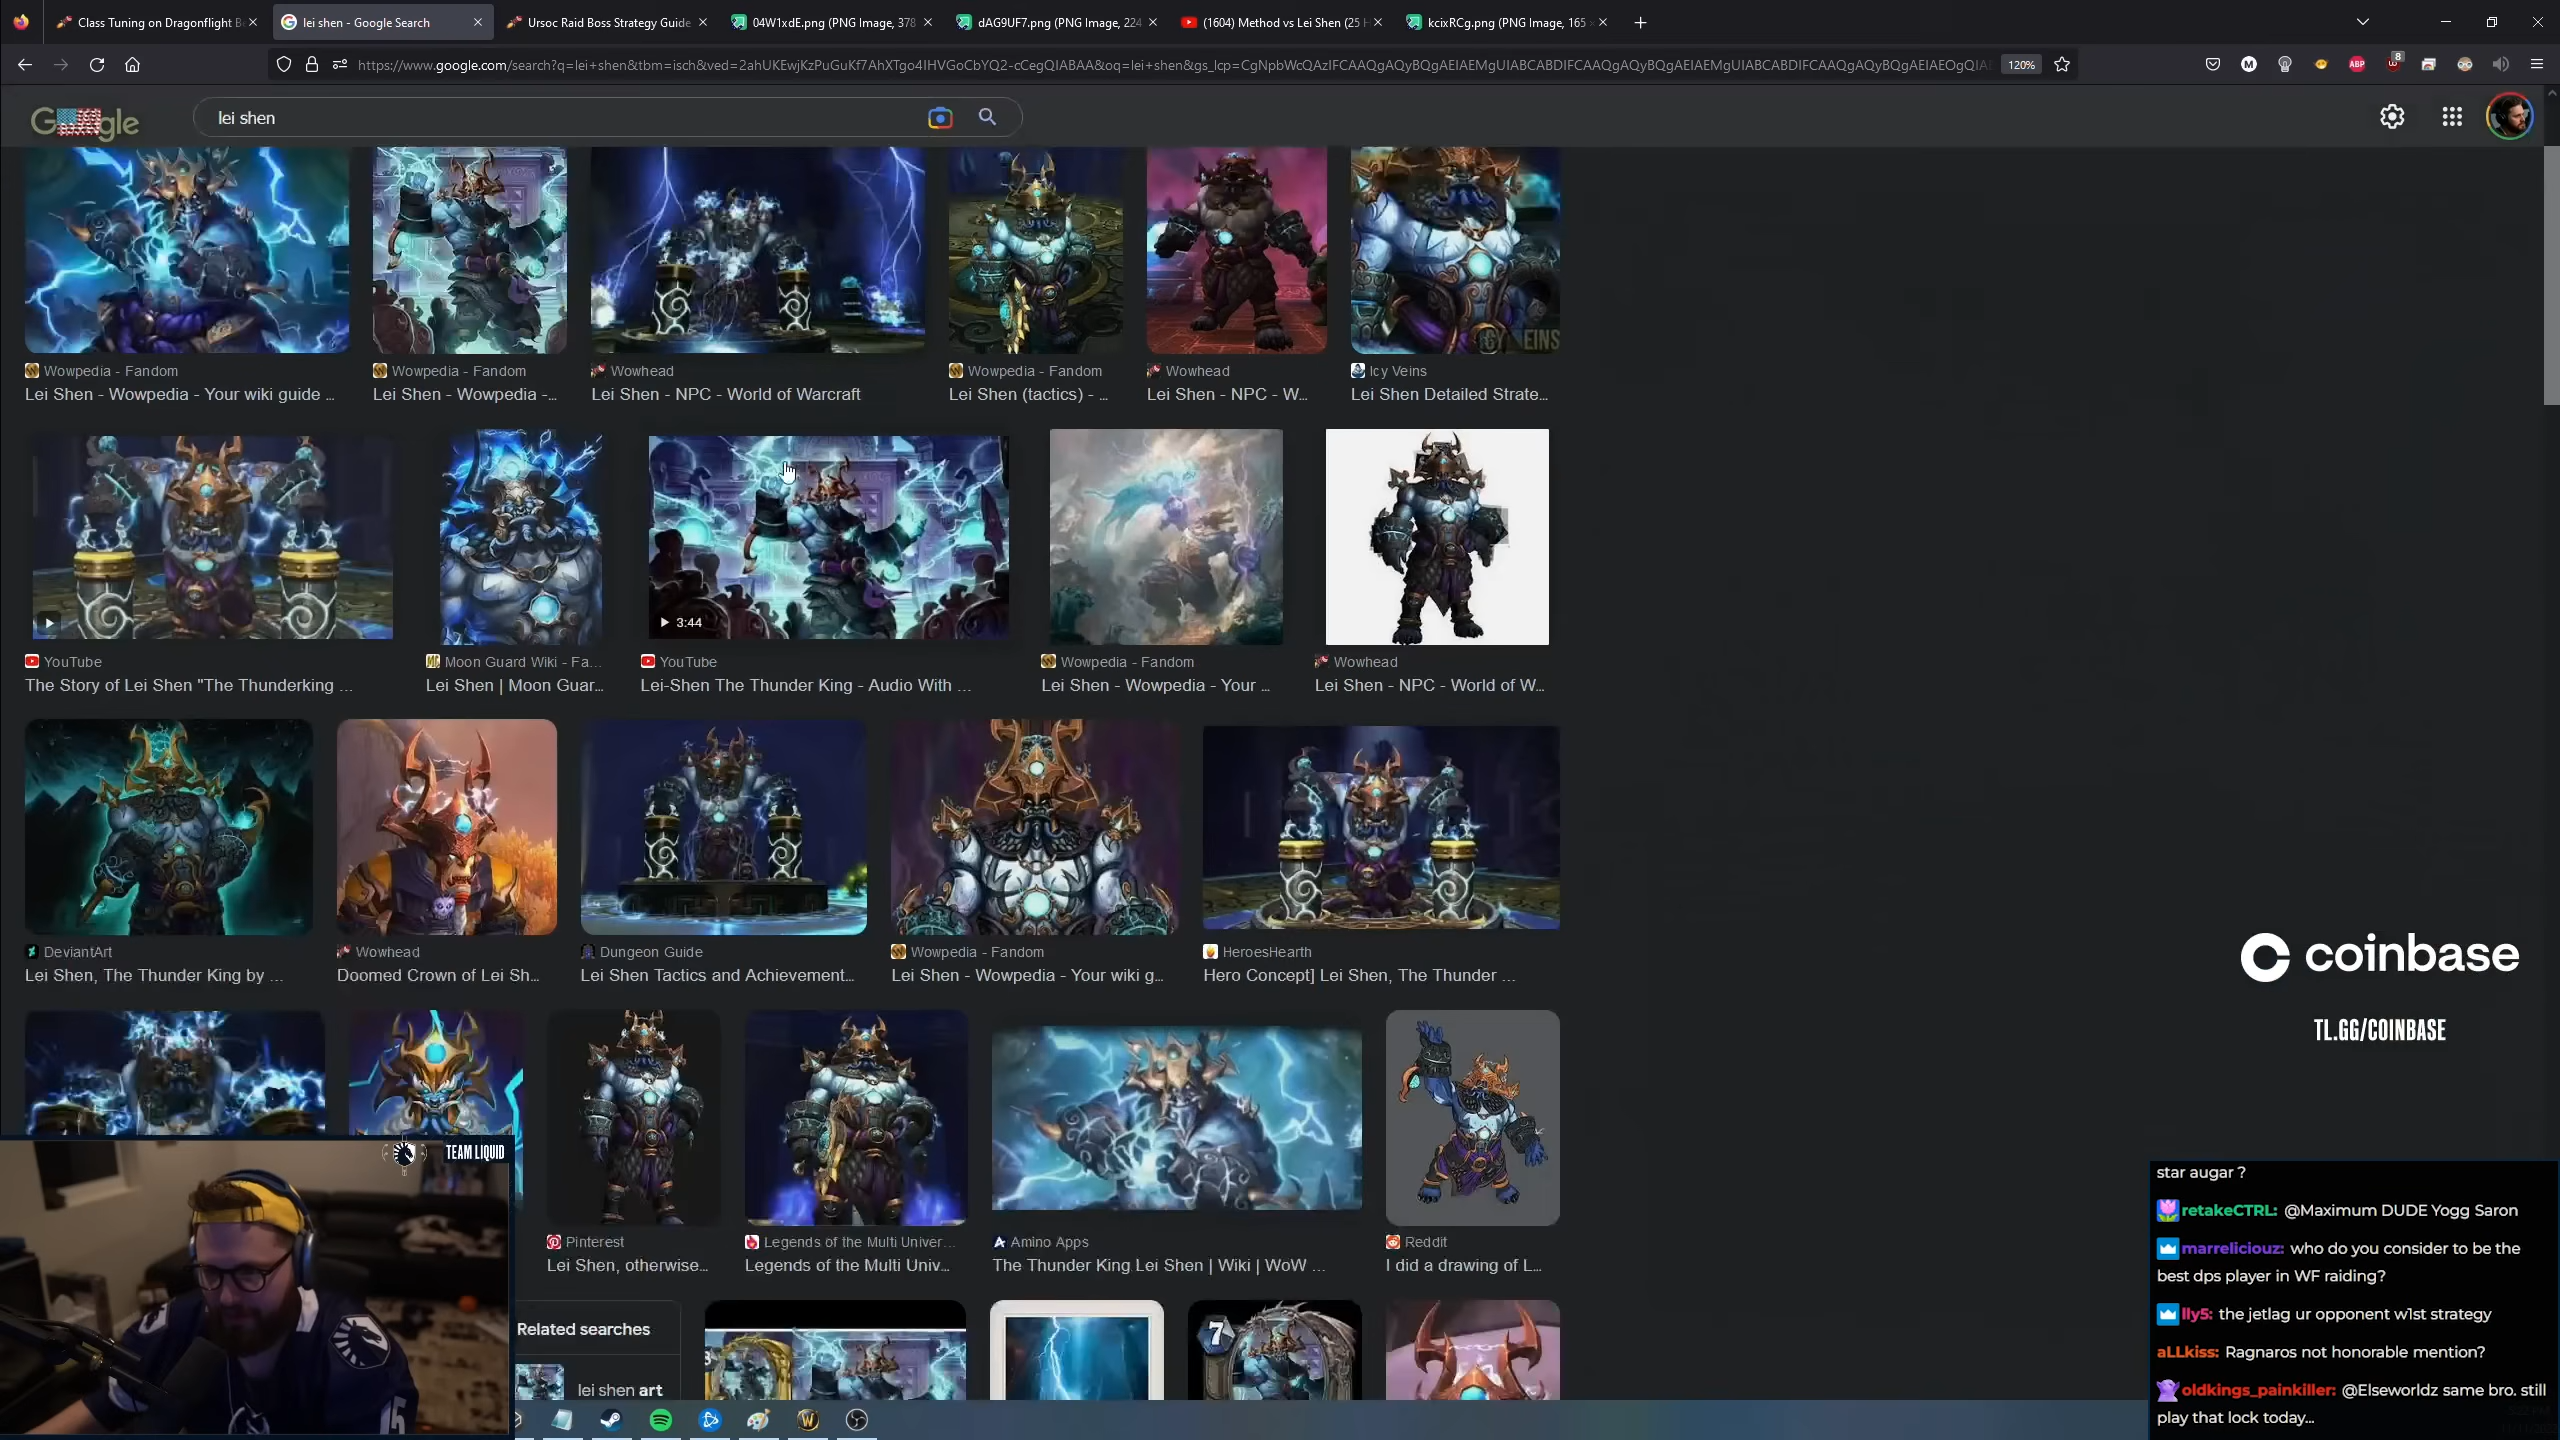 Class Tuning on Dragonflight B
lei shen - Google Search
Ursoc Raid Boss Strategy Guide
04W1xdE.png (PNG Image, 378
dAG9UF7.png (PNG Image, 224
(1604) Method vs Lei Shen (25 H
kcixRCg.png (PNG Image, 165
120%
ABP
8
lei shen
Wowpedia - Fandom
Lei Shen - Wowpedia - Your wiki guide ...
Wowpedia - Fandom
Lei Shen - Wowpedia -...
Wowhead
Lei Shen - NPC - World of Warcraft
Wowpedia - Fandom
Lei Shen (tactics) - ...
Wowhead
Lei Shen - NPC - W...
Icy Veins
Lei Shen Detailed Strate...
3:44
YouTube
The Story of Lei Shen "The Thunderking ...
Moon Guard Wiki - Fa...
Lei Shen | Moon Guar...
YouTube
Lei-Shen The Thunder King - Audio With ...
Wowpedia - Fandom
Lei Shen - Wowpedia - Your ...
Wowhead
Lei Shen - NPC - World of W...
DeviantArt
Lei Shen, The Thunder King by ...
Wowhead
Doomed Crown of Lei Sh...
Dungeon Guide
Lei Shen Tactics and Achievement...
Wowpedia - Fandom
Lei Shen - Wowpedia - Your wiki g...
HeroesHearth
Hero Concept] Lei Shen, The Thunder ...
coinbase
TL.GG/COINBASE
TEAM LIQUID
Pinterest
Lei Shen, otherwise...
Legends of the Multi Univer...
Legends of the Multi Univ...
Amino Apps
The Thunder King Lei Shen | Wiki | WoW ...
Reddit
I did a drawing of L...
Related searches
lei shen art
7
star augar ?
retakeCTRL: @Maximum DUDE Yogg Saron
marreliciouz: who do you consider to be the
best dps player in WF raiding?
lly5: the jetlag ur opponent w1st strategy
aLLkiss: Ragnaros not honorable mention?
oldkings_painkiller: @Elseworldz same bro. still
play that lock today...